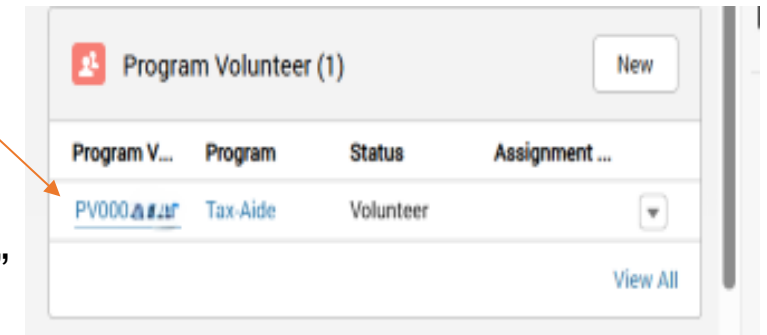 Program Volunteer (1)
New
Program V... Program Status Assignment ...
Tax-Aide Volunteer
View All
”